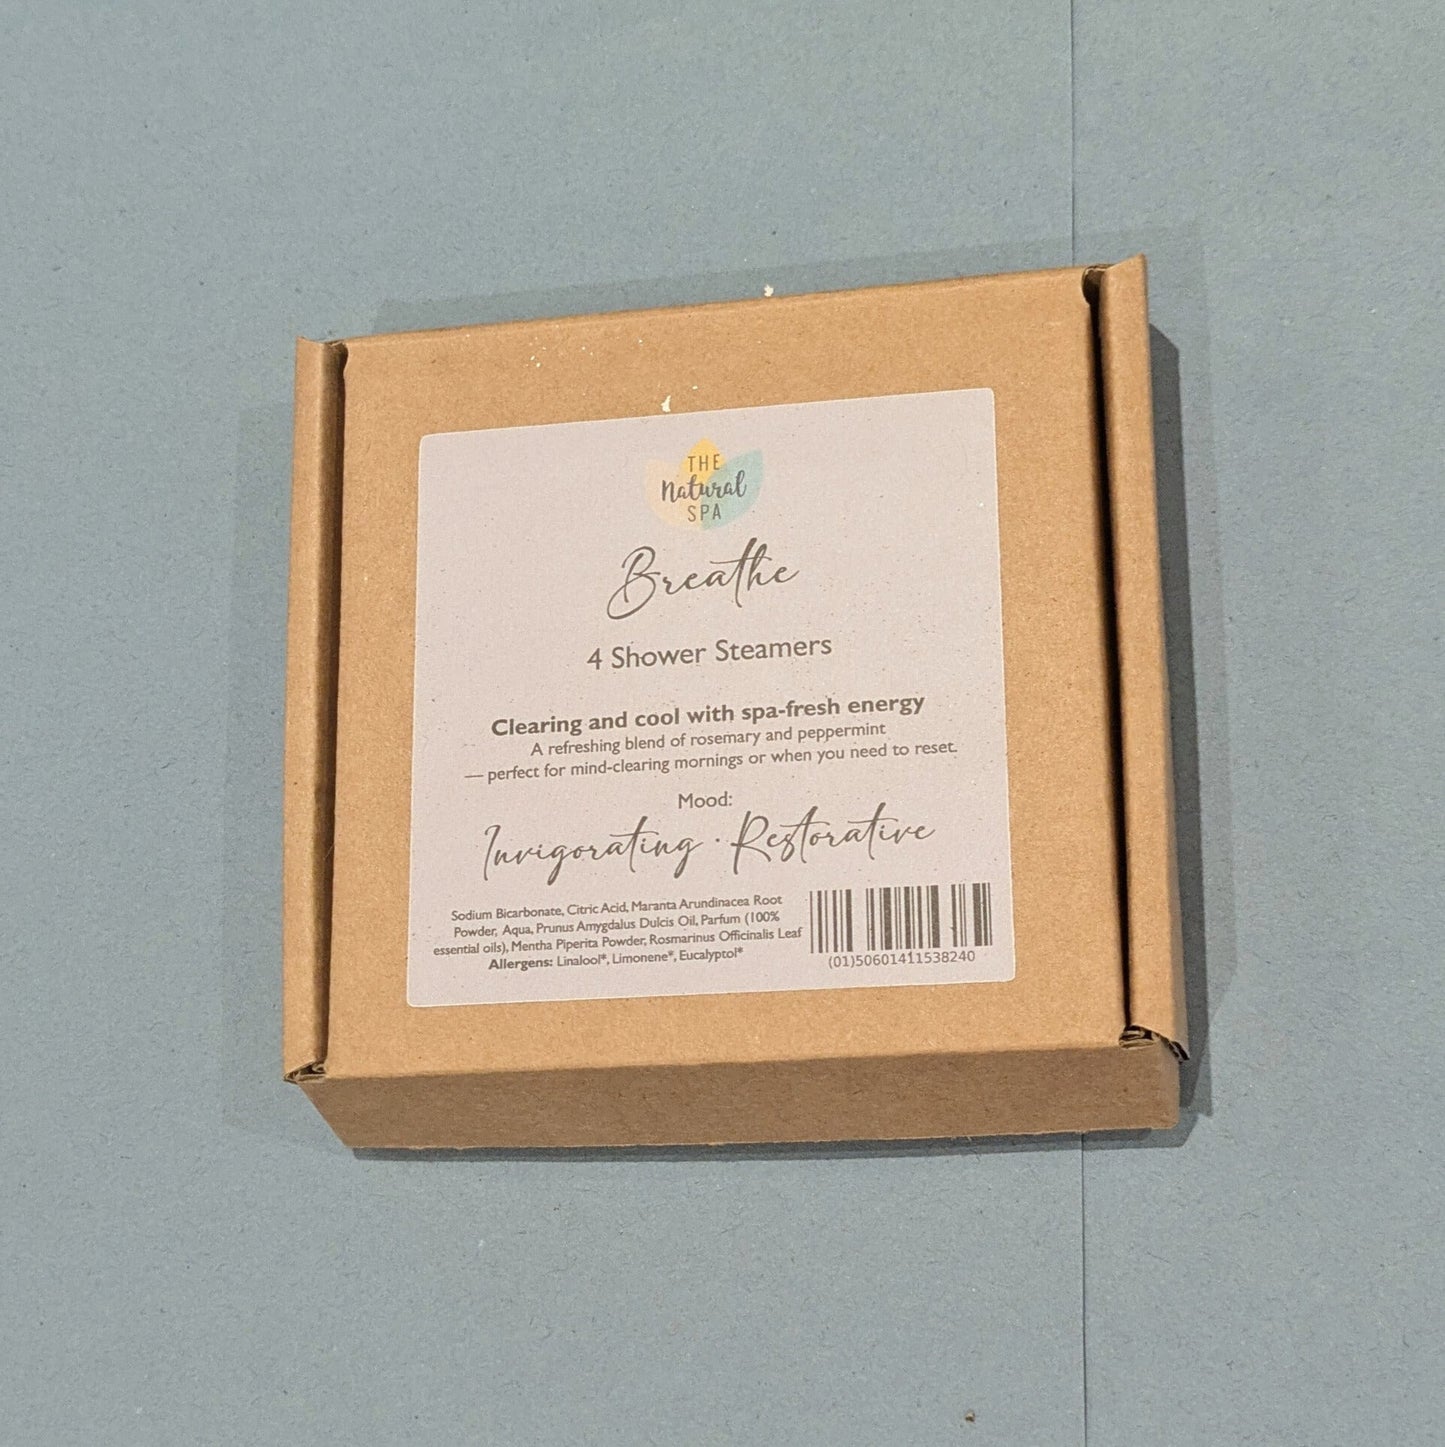 THE
Natural
SPA
Breathe
4 Shower Steamers
Clearing and cool with spa-fresh energy
A refreshing blend of rosemary and peppermint
— perfect for mind-clearing mornings or when you need to reset.
Mood:
Invigorating · Restorative
Sodium Bicarbonate, Citric Acid, Maranta Arundinacea Root
Powder, Aqua, Prunus Amygdalus Dulcis Oil, Parfum (100%
essential oils), Mentha Piperita Powder, Rosmarinus Officinalis Leaf
Allergens: Linalool*, Limonene*, Eucalyptol*
(01)50601411538240